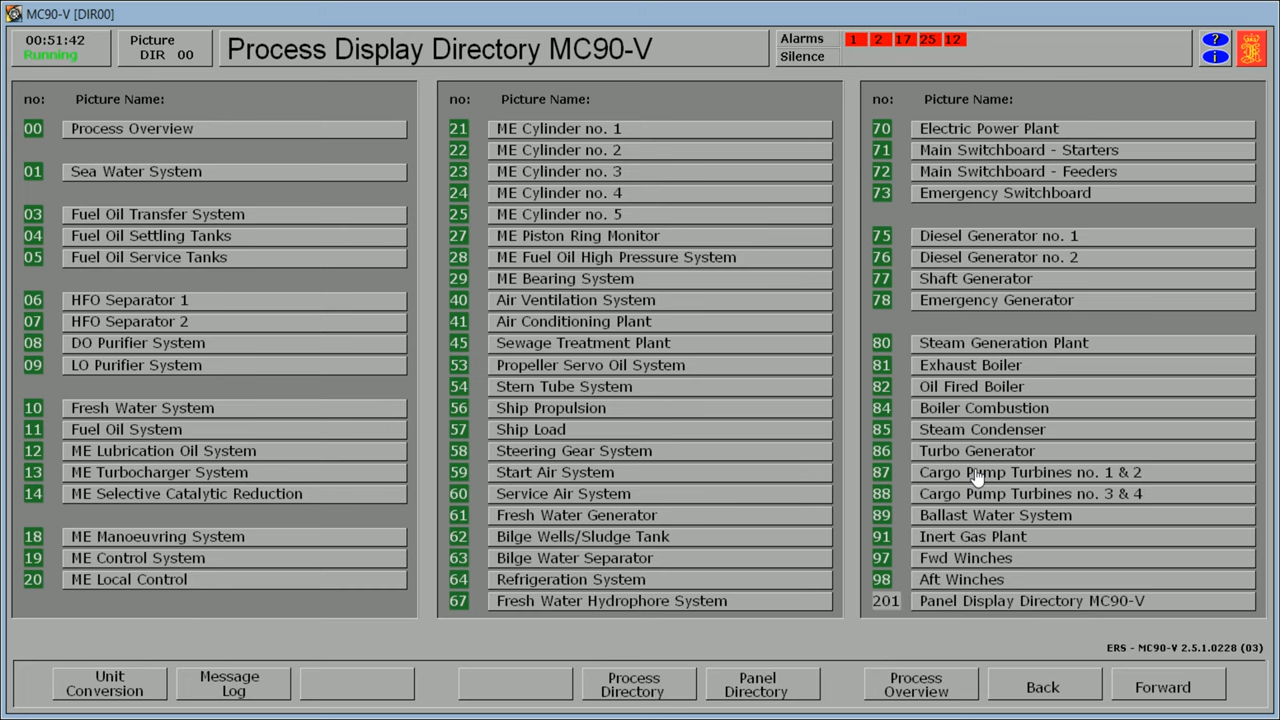 MC90-V [DIR00]
00:51:42
Running
Picture
DIR 00
Process Display Directory MC90-V
Alarms
1 2 17 25 12
Silence
?
i
no: Picture Name:
00 Process Overview
01 Sea Water System
03 Fuel Oil Transfer System
04 Fuel Oil Settling Tanks
05 Fuel Oil Service Tanks
06 HFO Separator 1
07 HFO Separator 2
08 DO Purifier System
09 LO Purifier System
10 Fresh Water System
11 Fuel Oil System
12 ME Lubrication Oil System
13 ME Turbocharger System
14 ME Selective Catalytic Reduction
18 ME Manoeuvring System
19 ME Control System
20 ME Local Control
no: Picture Name:
21 ME Cylinder no. 1
22 ME Cylinder no. 2
23 ME Cylinder no. 3
24 ME Cylinder no. 4
25 ME Cylinder no. 5
27 ME Piston Ring Monitor
28 ME Fuel Oil High Pressure System
29 ME Bearing System
40 Air Ventilation System
41 Air Conditioning Plant
45 Sewage Treatment Plant
53 Propeller Servo Oil System
54 Stern Tube System
56 Ship Propulsion
57 Ship Load
58 Steering Gear System
59 Start Air System
60 Service Air System
61 Fresh Water Generator
62 Bilge Wells/Sludge Tank
63 Bilge Water Separator
64 Refrigeration System
67 Fresh Water Hydrophore System
no: Picture Name:
70 Electric Power Plant
71 Main Switchboard - Starters
72 Main Switchboard - Feeders
73 Emergency Switchboard
75 Diesel Generator no. 1
76 Diesel Generator no. 2
77 Shaft Generator
78 Emergency Generator
80 Steam Generation Plant
81 Exhaust Boiler
82 Oil Fired Boiler
84 Boiler Combustion
85 Steam Condenser
86 Turbo Generator
87 Cargo Pump Turbines no. 1 & 2
88 Cargo Pump Turbines no. 3 & 4
89 Ballast Water System
91 Inert Gas Plant
97 Fwd Winches
98 Aft Winches
201 Panel Display Directory MC90-V
ERS - MC90-V 2.5.1.0228 (03)
Unit
Conversion
Message
Log
Process
Directory
Panel
Directory
Process
Overview
Back
Forward